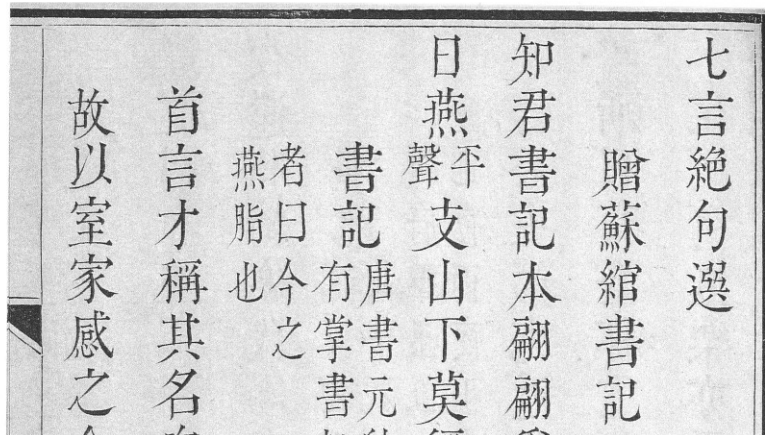 七言絕句選
贈蘇綰書記
知君書記本翩翩
日燕平聲支山下莫
書記唐書元有掌書
者曰今之燕脂也
首言才稱其名
故以室家感之